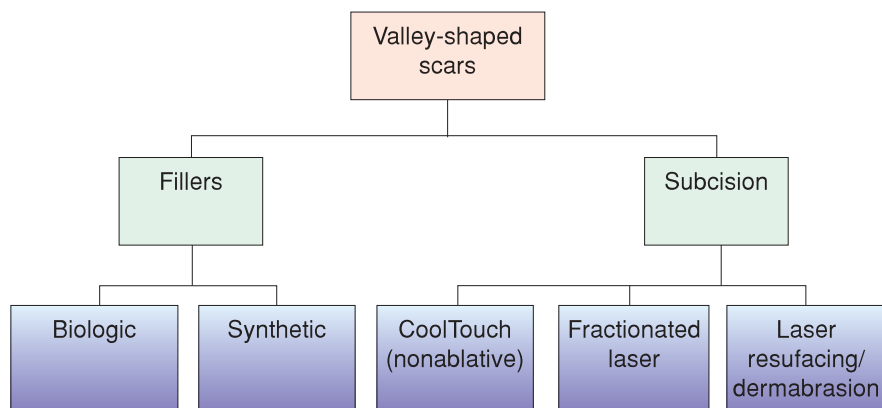 Valley-shaped
scars
Fillers
Subcision
Biologic
Synthetic
CoolTouch
(nonablative)
Fractionated
laser
Laser
resufacing/
dermabrasion